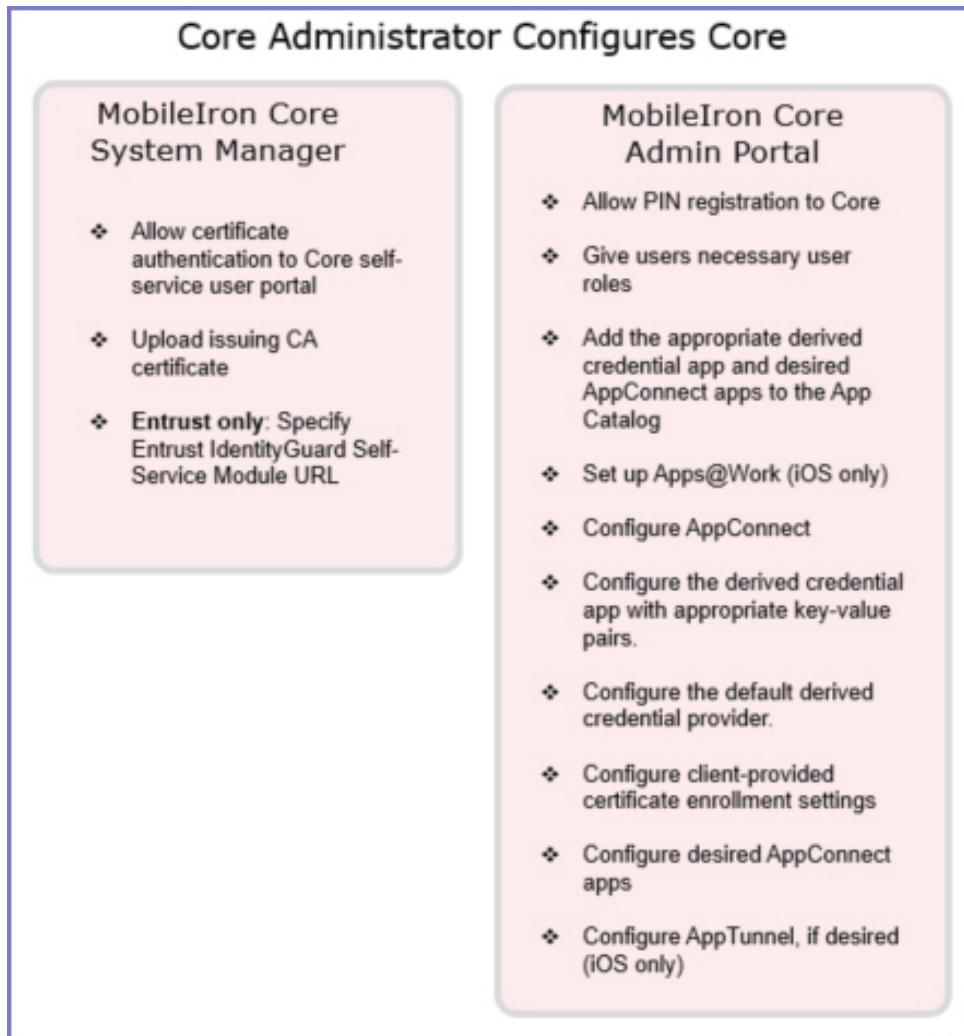 Core Administrator Configures Core
MobileIron Core
System Manager
❖ Allow certificate
authentication to Core self-
service user portal
❖ Upload issuing CA
certificate
❖ Entrust only: Specify
Entrust IdentityGuard Self-
Service Module URL
MobileIron Core
Admin Portal
❖ Allow PIN registration to Core
❖ Give users necessary user
roles
❖ Add the appropriate derived
credential app and desired
AppConnect apps to the App
Catalog
❖ Set up Apps@Work (iOS only)
❖ Configure AppConnect
❖ Configure the derived credential
app with appropriate key-value
pairs.
❖ Configure the default derived
credential provider.
❖ Configure client-provided
certificate enrollment settings
❖ Configure desired AppConnect
apps
❖ Configure AppTunnel, if desired
(iOS only)